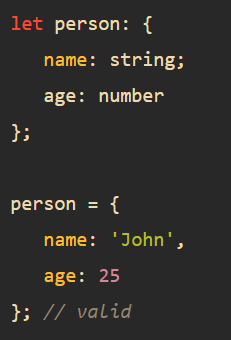 let person: {
   name: string;
   age: number
};

person = {
   name: 'John',
   age: 25
}; // valid